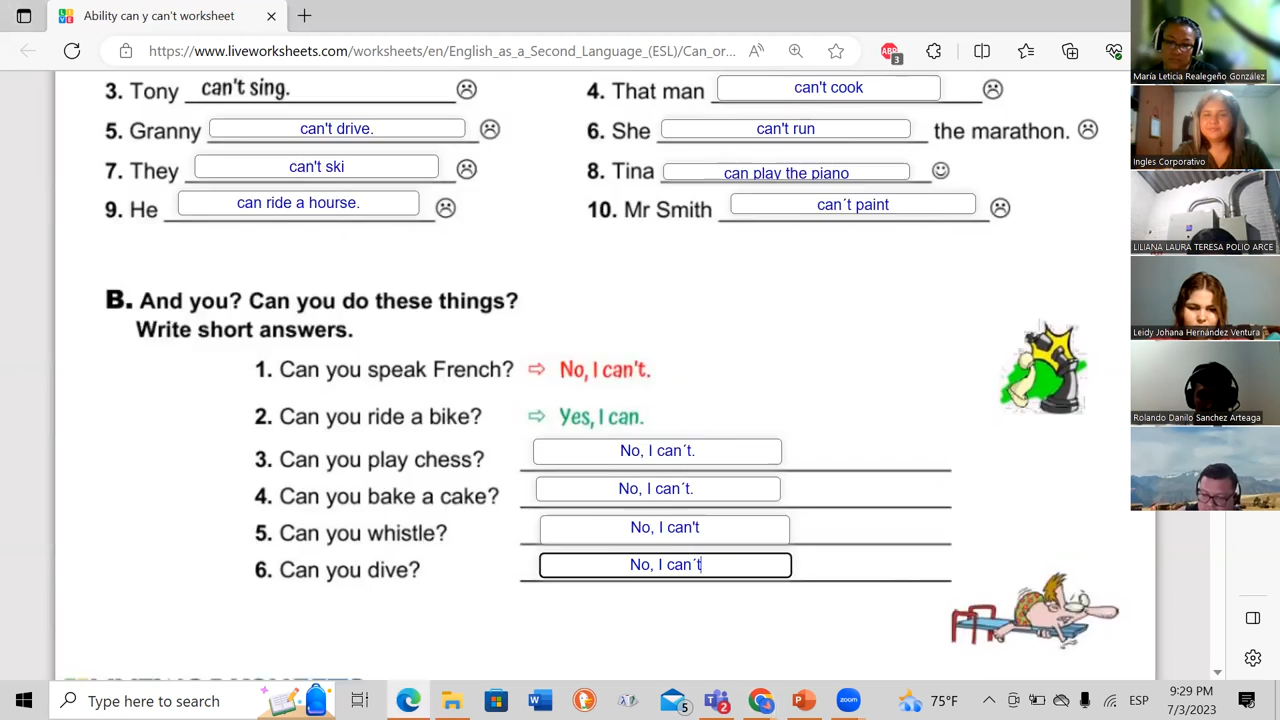 Ability can y can't worksheet
https://www.liveworksheets.com/worksheets/en/English_as_a_Second_Language_(ESL)/Can_or...
ABP
3
3. Tony can't sing.
4. That man can't cook
5. Granny can't drive.
6. She can't run the marathon.
7. They can't ski
8. Tina can play the piano
9. He can ride a hourse.
10. Mr Smith can´t paint
B. And you? Can you do these things?
Write short answers.
1. Can you speak French? ⇨ No, I can't.
2. Can you ride a bike? ⇨ Yes, I can.
3. Can you play chess? No, I can´t.
4. Can you bake a cake? No, I can´t.
5. Can you whistle? No, I can't
6. Can you dive? No, I can´t
María Leticia Realegeño González
Ingles Corporativo
LILIANA LAURA TERESA POLIO ARCE
Leidy Johana Hernández Ventura
Rolando Danilo Sanchez Arteaga
Type here to search
5
2
zoom
75°F
ESP
9:29 PM
7/3/2023